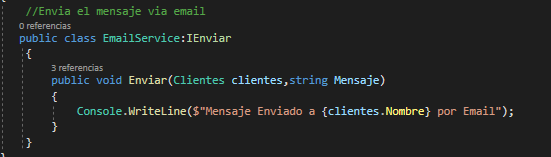 //Envia el mensaje via email
0 referencias
public class EmailService:IEnviar
{
3 referencias
public void Enviar(Clientes clientes,string Mensaje)
{
Console.WriteLine($"Mensaje Enviado a {clientes.Nombre} por Email");
}
}